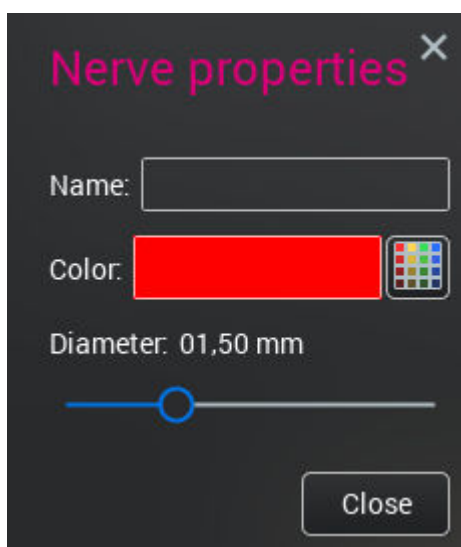 Nerve properties
Name:
Color:
Diameter: 01,50 mm
Close